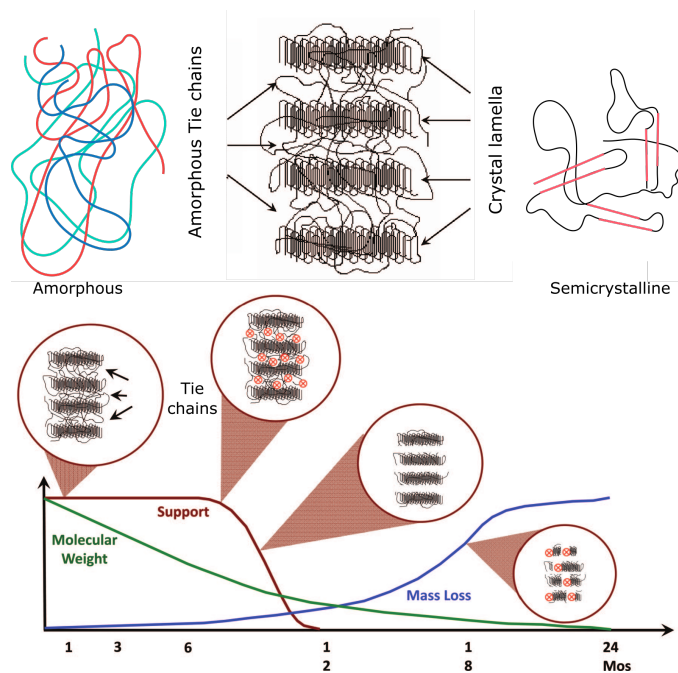 Amorphous Tie chains
Crystal lamella
Amorphous
Semicrystalline
Tie
chains
Support
Molecular
Weight
Mass Loss
1 3 6 1 1 24
2 8 Mos